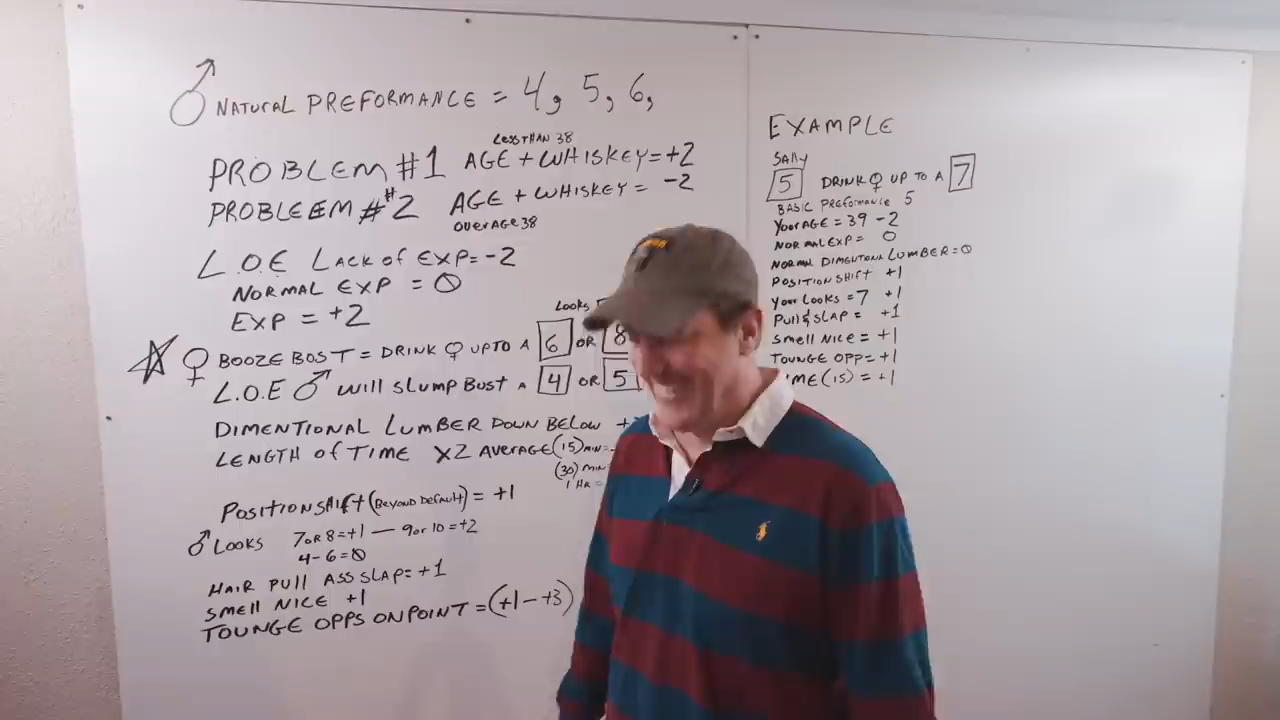 ♂ NATURAL PREFORMANCE = 4, 5, 6,
LESS THAN 38
PROBLEM #1 AGE + WHISKEY = +2
PROBLEEM #2 AGE + WHISKEY = -2
OVER AGE 38
L.O.E LACK OF EXP = -2
NORMAL EXP = 0
EXP = +2
LOOKS
♀ BOOZE BOST = DRINK ♀ UP TO A 6 OR 8
L.O.E ♂ WILL SLUMP BUST A 4 OR 5
DIMENTIONAL LUMBER DOWN BELOW
LENGTH OF TIME X2 AVERAGE (15) MIN =
(30) MIN
1 HR =
POSITION SHIFT (BEYOND DEFAULT) = +1
♂ LOOKS 7 OR 8 = +1 — 9 OR 10 = +2
4-6 = 0
HAIR PULL ASS SLAP = +1
SMELL NICE +1
TOUNGE OPPS ON POINT = (+1 - +3)
EXAMPLE
SALLY
5 DRINK ♀ UP TO A 7
BASIC PREFORMANCE 5
YOUR AGE = 39 -2
NORMAL EXP = 0
NORMAL DIMENTIONAL LUMBER = 0
POSITION SHIFT +1
YOUR LOOKS = 7 +1
PULL & SLAP = +1
SMELL NICE = +1
TOUNGE OPP = +1
TIME (15) = +1